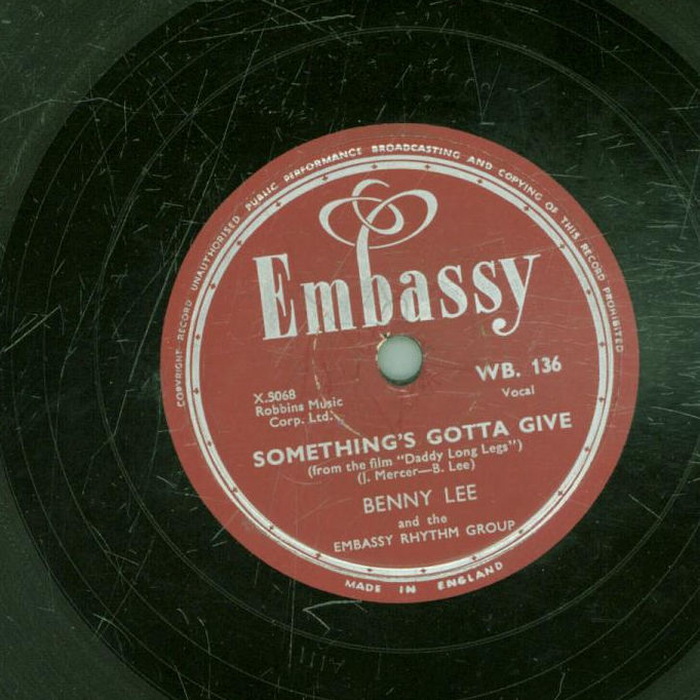 COPYRIGHT RECORD UNAUTHORISED PUBLIC PERFORMANCE BROADCASTING AND COPYING OF THIS RECORD PROHIBITED
Embassy
WB. 136
Vocal
X.5068
Robbins Music
Corp. Ltd.
SOMETHING'S GOTTA GIVE
(from the film "Daddy Long Legs")
(J. Mercer—B. Lee)
BENNY LEE
and the
EMBASSY RHYTHM GROUP
MADE IN ENGLAND